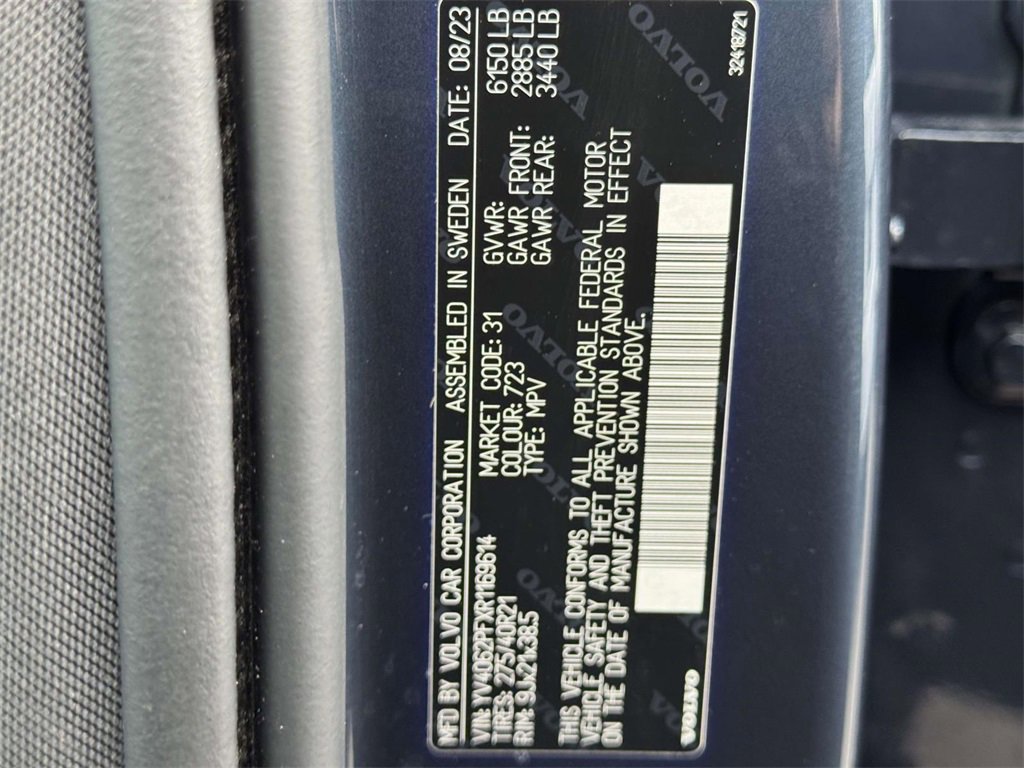 MFD BY VOLVO CAR CORPORATION ASSEMBLED IN SWEDEN DATE: 08/23
VIN: YV4062PFXR1169614 MARKET CODE: 31 GVWR: 6150 LB
TIRES: 275/40R21 COLOUR: 723 GAWR FRONT: 2885 LB
RIM: 9Jx21x38.5 TYPE: MPV GAWR REAR: 3440 LB
THIS VEHICLE CONFORMS TO ALL APPLICABLE FEDERAL MOTOR
VEHICLE SAFETY AND THEFT PREVENTION STANDARDS IN EFFECT
ON THE DATE OF MANUFACTURE SHOWN ABOVE.
VOLVO 32418721